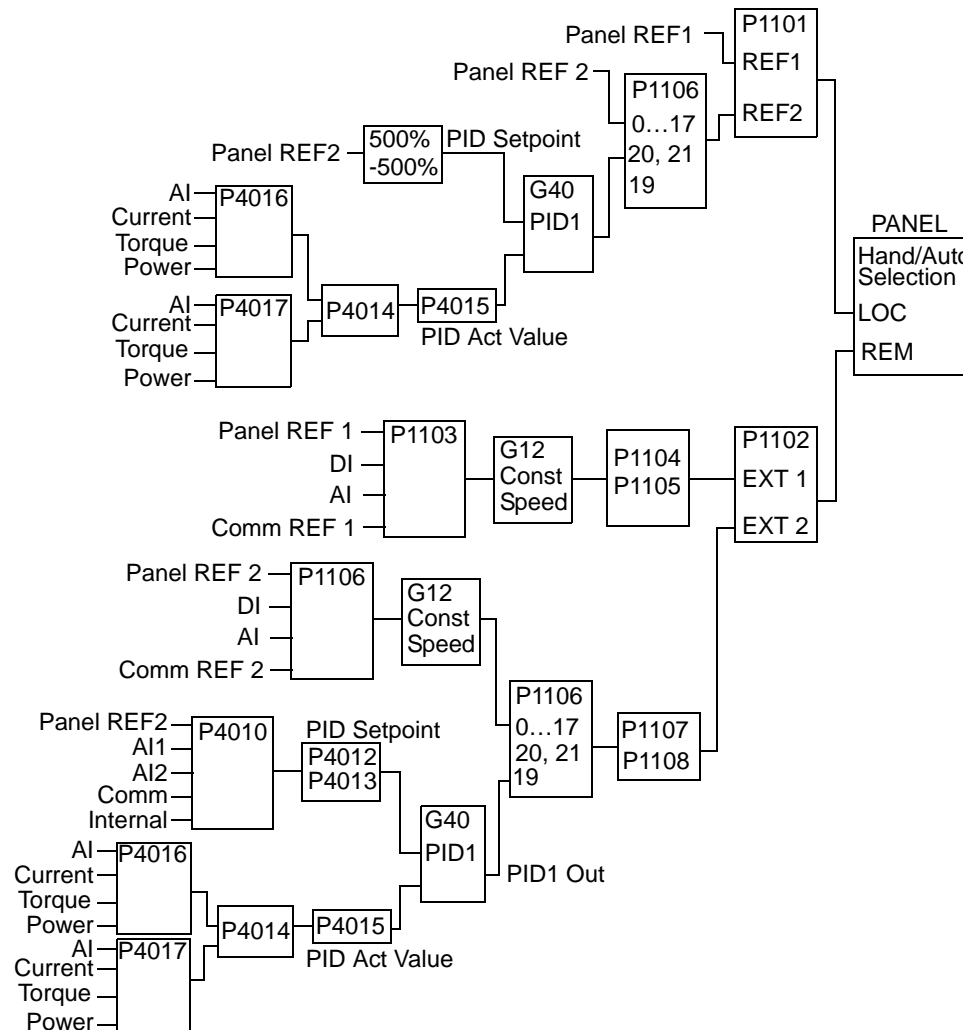 Panel REF1
P1101
REF1
REF2
Panel REF 2
P1106
0…17
20, 21
19
Panel REF2
500%
-500%
PID Setpoint
G40
PID1
AI
Current
Torque
Power
P4016
AI
Current
Torque
Power
P4017
P4014
P4015
PID Act Value
PANEL
Hand/Auto
Selection
LOC
REM
Panel REF 1
DI
AI
Comm REF 1
P1103
G12
Const
Speed
P1104
P1105
P1102
EXT 1
EXT 2
Panel REF 2
DI
AI
Comm REF 2
P1106
G12
Const
Speed
P1106
0…17
20, 21
19
P1107
P1108
Panel REF2
AI1
AI2
Comm
Internal
P4010
PID Setpoint
P4012
P4013
G40
PID1
PID1 Out
AI
Current
Torque
Power
P4016
AI
Current
Torque
Power
P4017
P4014
P4015
PID Act Value